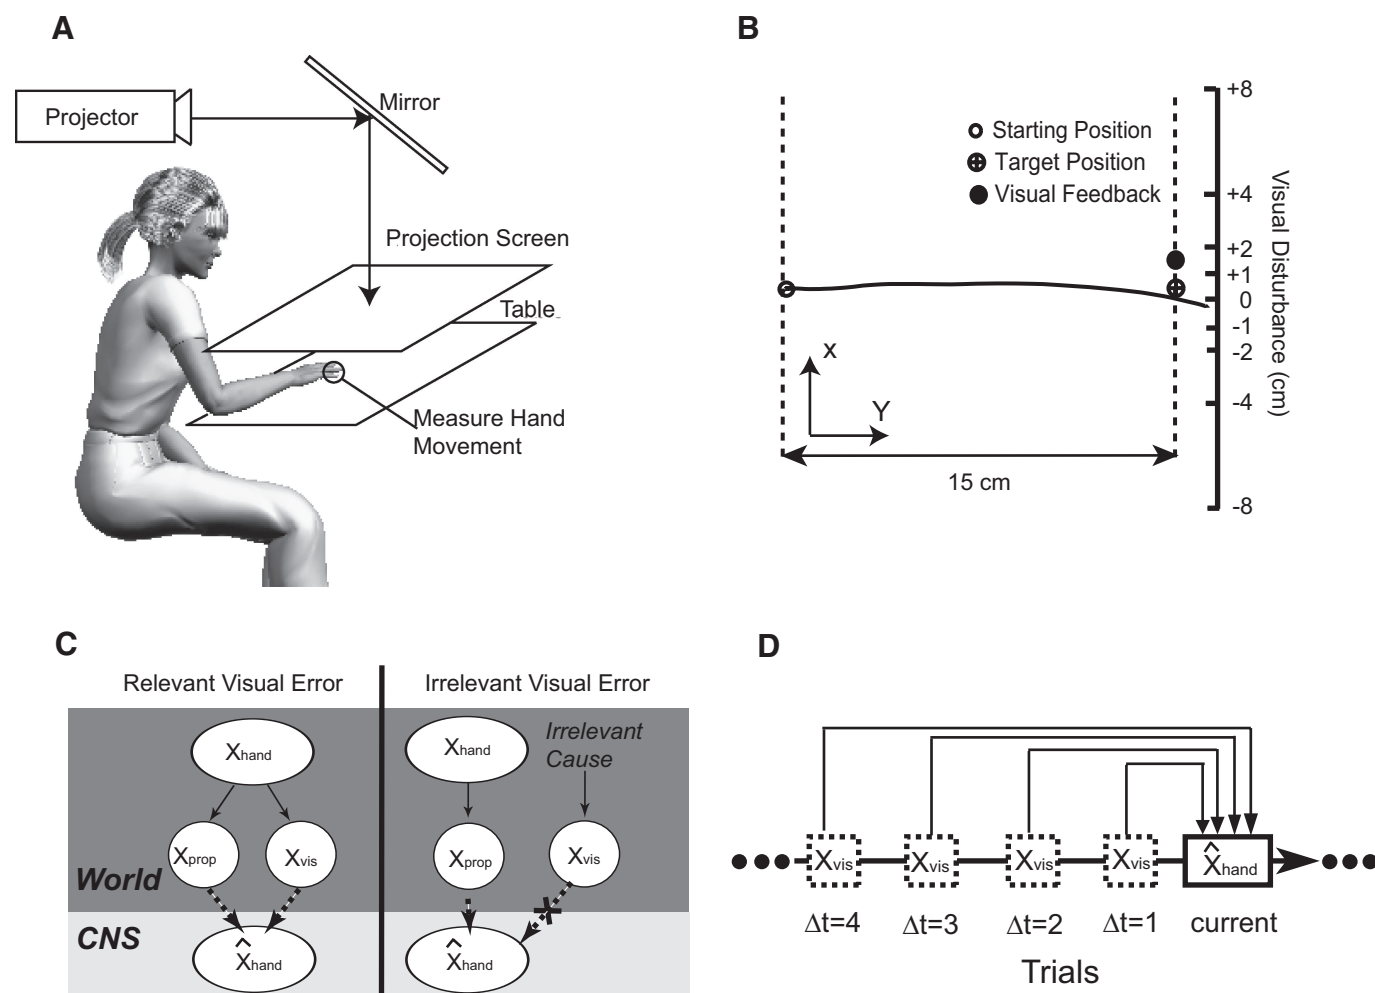 A
Projector
Mirror
Projection Screen
Table
Measure Hand
Movement
B
Starting Position
Target Position
Visual Feedback
+8
+4
+2
+1
0
-1
-2
-4
-8
Visual Disturbance (cm)
x
Y
15 cm
C
Relevant Visual Error
Irrelevant Visual Error
Xhand
Xhand
Irrelevant
Cause
Xprop
Xvis
Xprop
Xvis
World
CNS
X̂hand
X̂hand
D
Xvis
Xvis
Xvis
Xvis
X̂hand
Δt=4
Δt=3
Δt=2
Δt=1
current
Trials